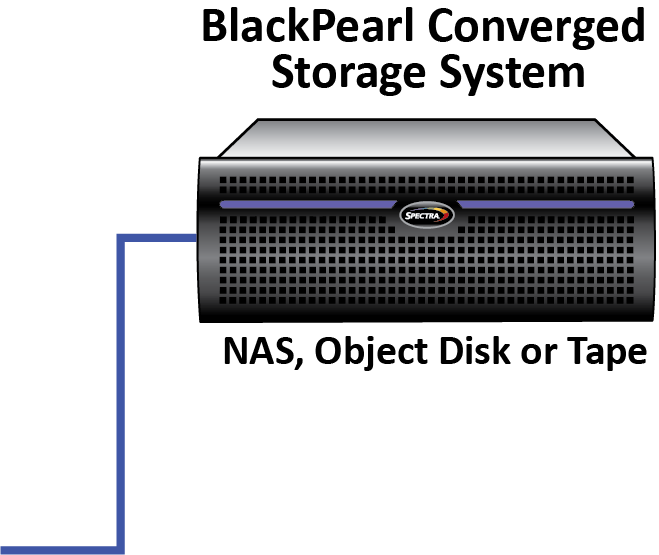 BlackPearl Converged
Storage System
SPECTRA
NAS, Object Disk or Tape